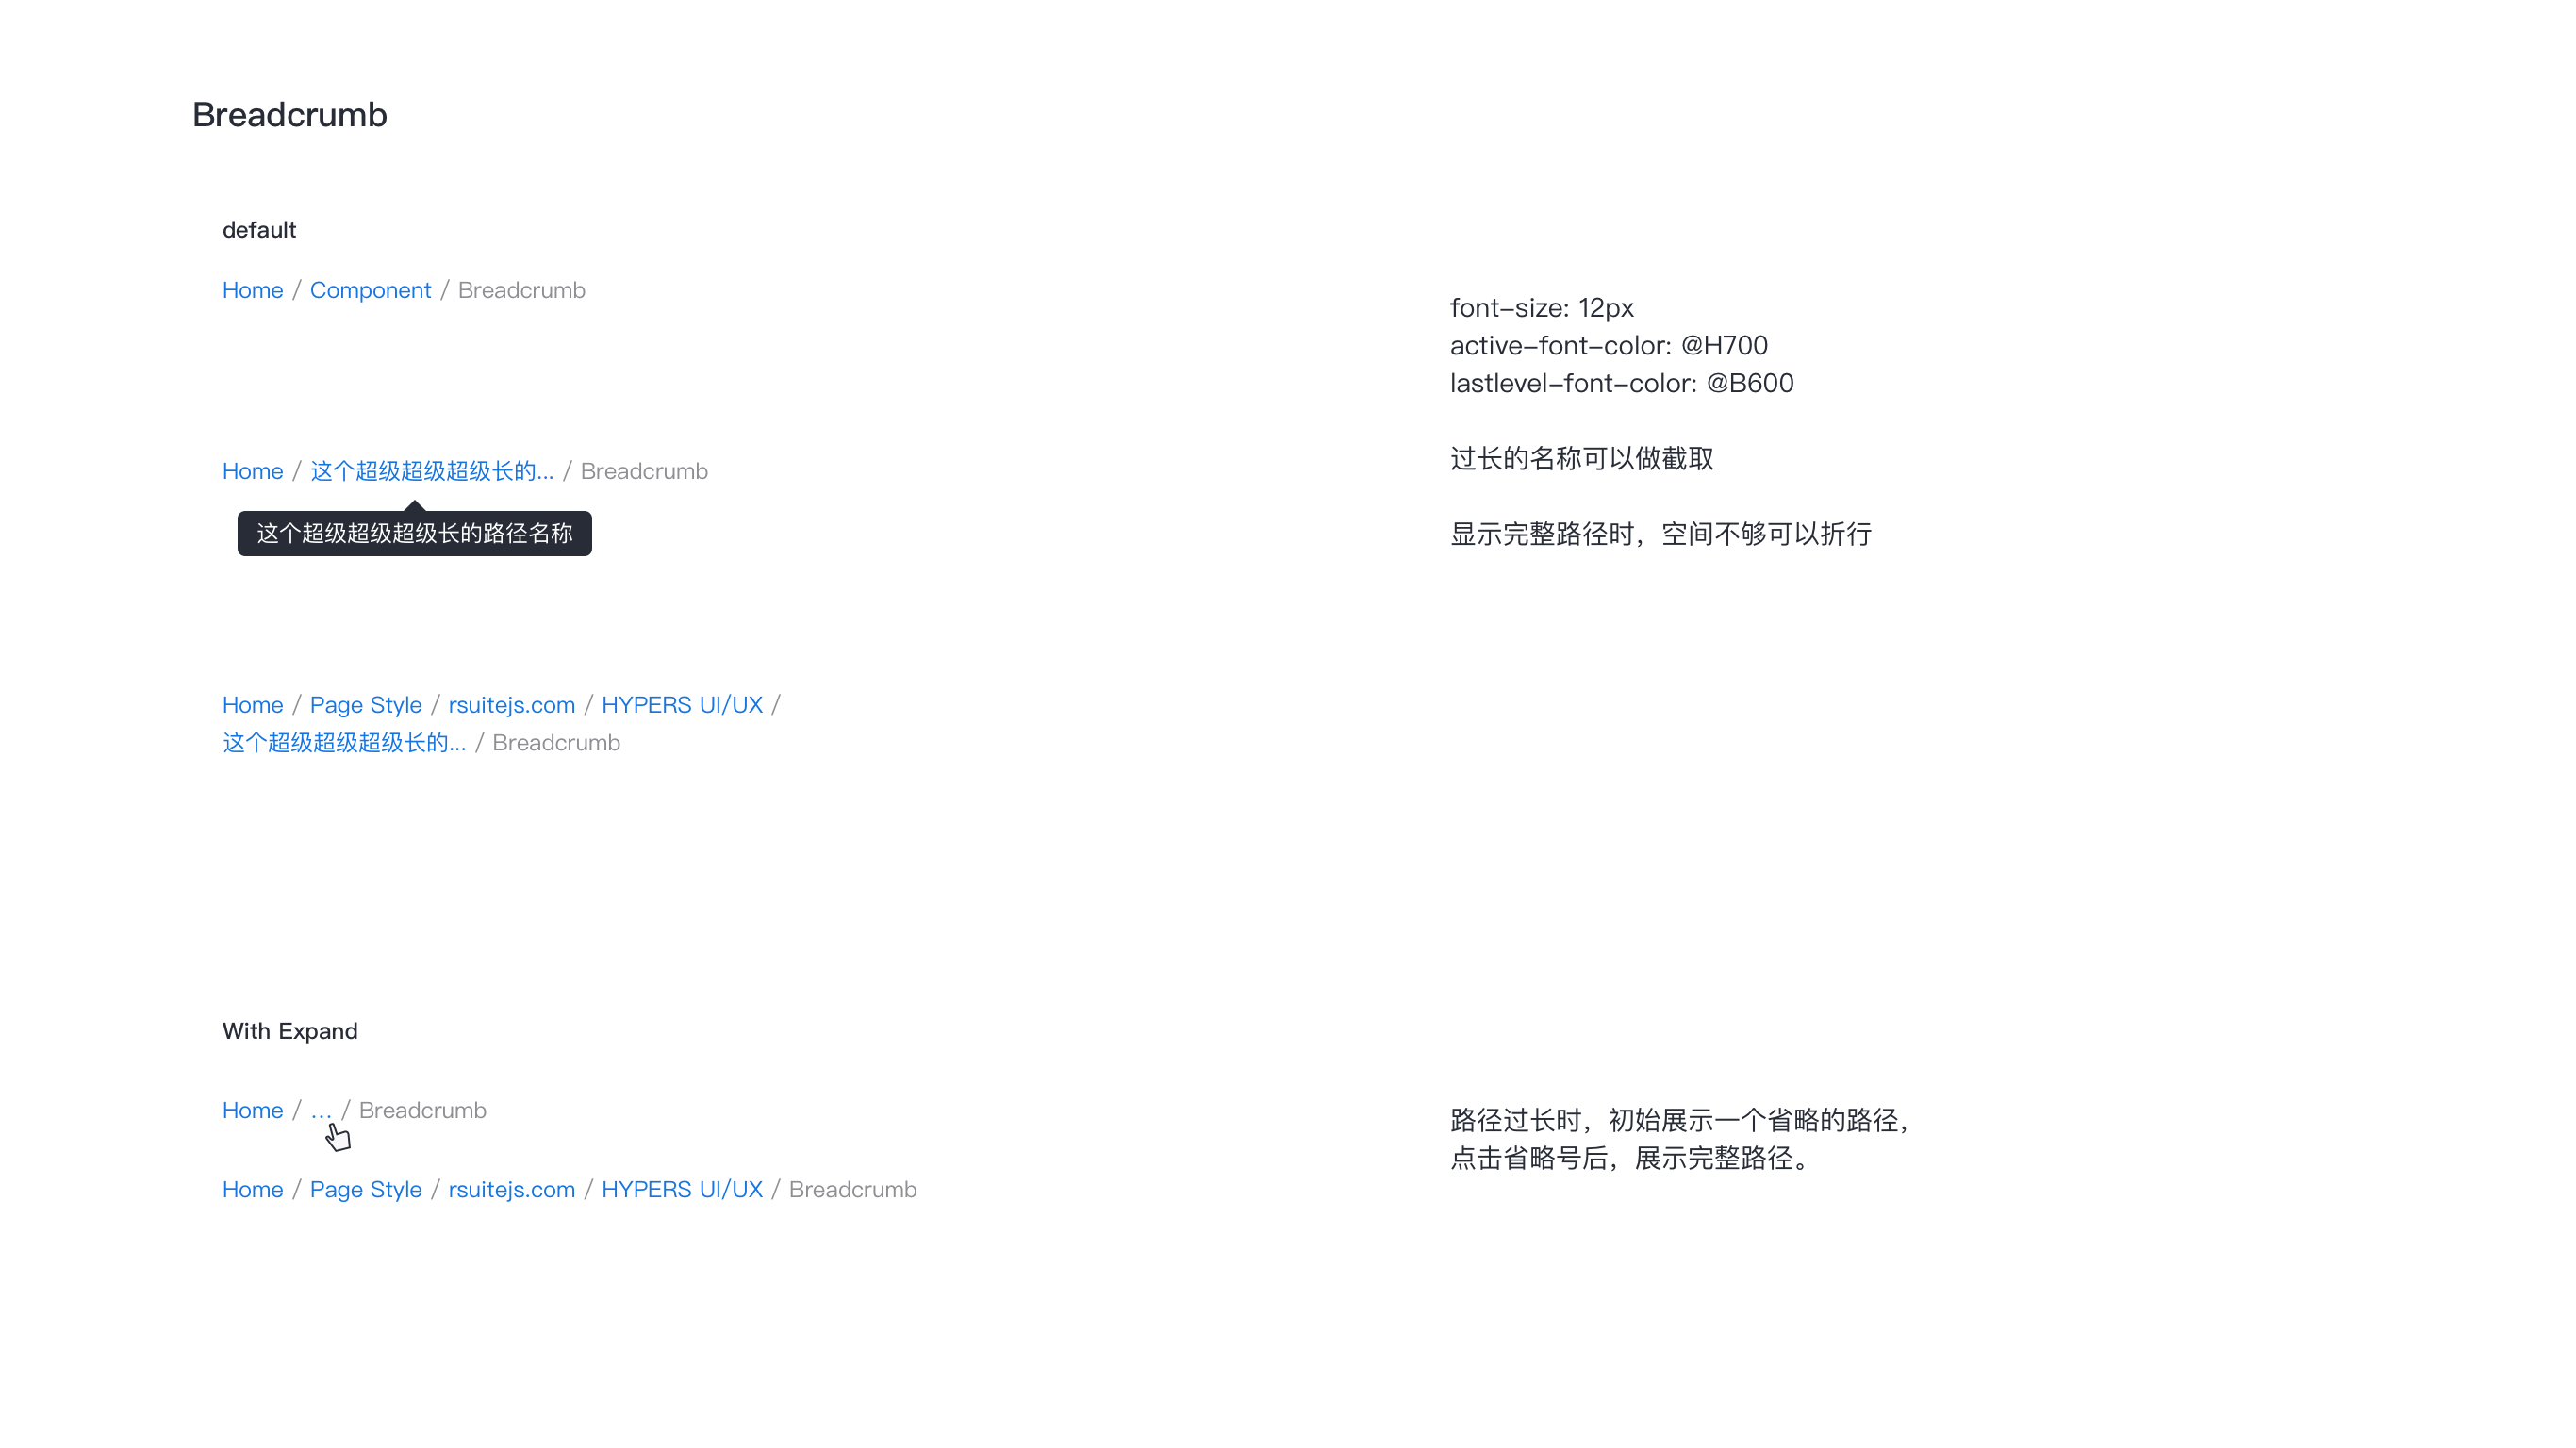 Breadcrumb
default
Home / Component / Breadcrumb
font-size: 12px
active-font-color: @H700
lastlevel-font-color: @B600
Home / 这个超级超级超级长的... / Breadcrumb
过长的名称可以做截取
这个超级超级超级长的路径名称
显示完整路径时，空间不够可以折行
Home / Page Style / rsuitejs.com / HYPERS UI/UX /
这个超级超级超级长的... / Breadcrumb
With Expand
Home / ... / Breadcrumb
路径过长时，初始展示一个省略的路径，
点击省略号后，展示完整路径。
Home / Page Style / rsuitejs.com / HYPERS UI/UX / Breadcrumb